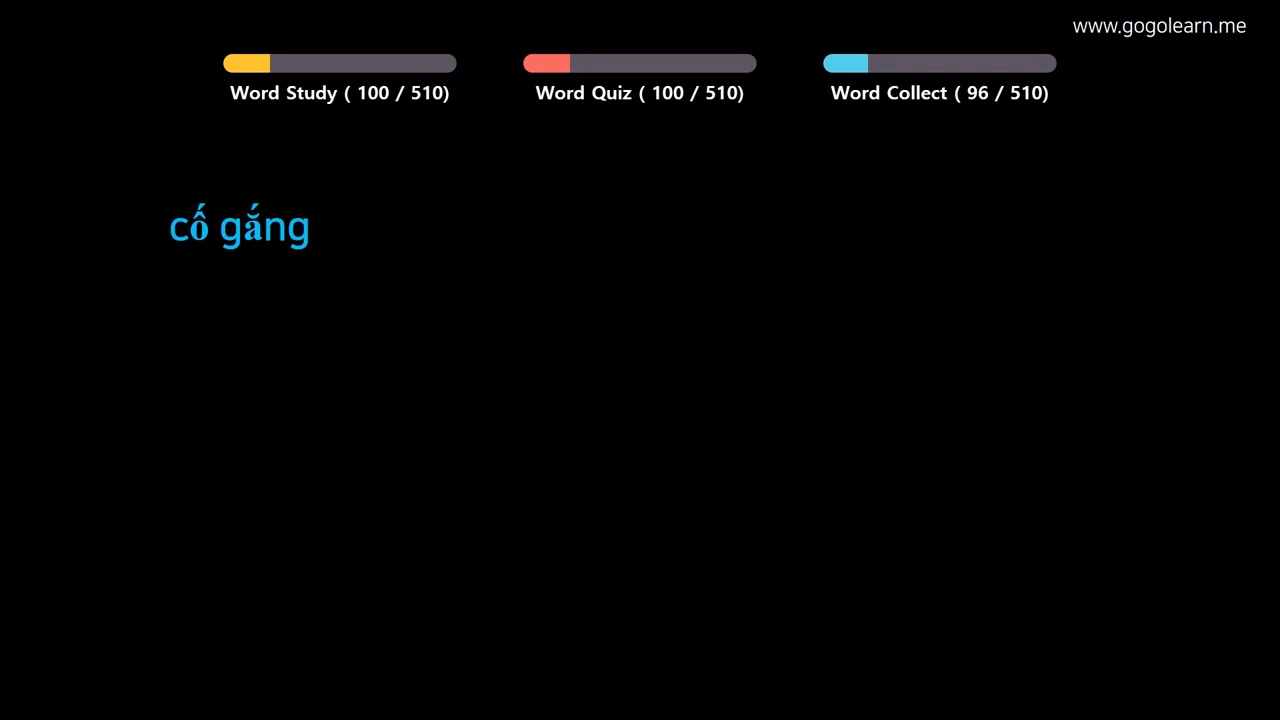 www.gogolearn.me
Word Study ( 100 / 510)
Word Quiz ( 100 / 510)
Word Collect ( 96 / 510)
cố gắng